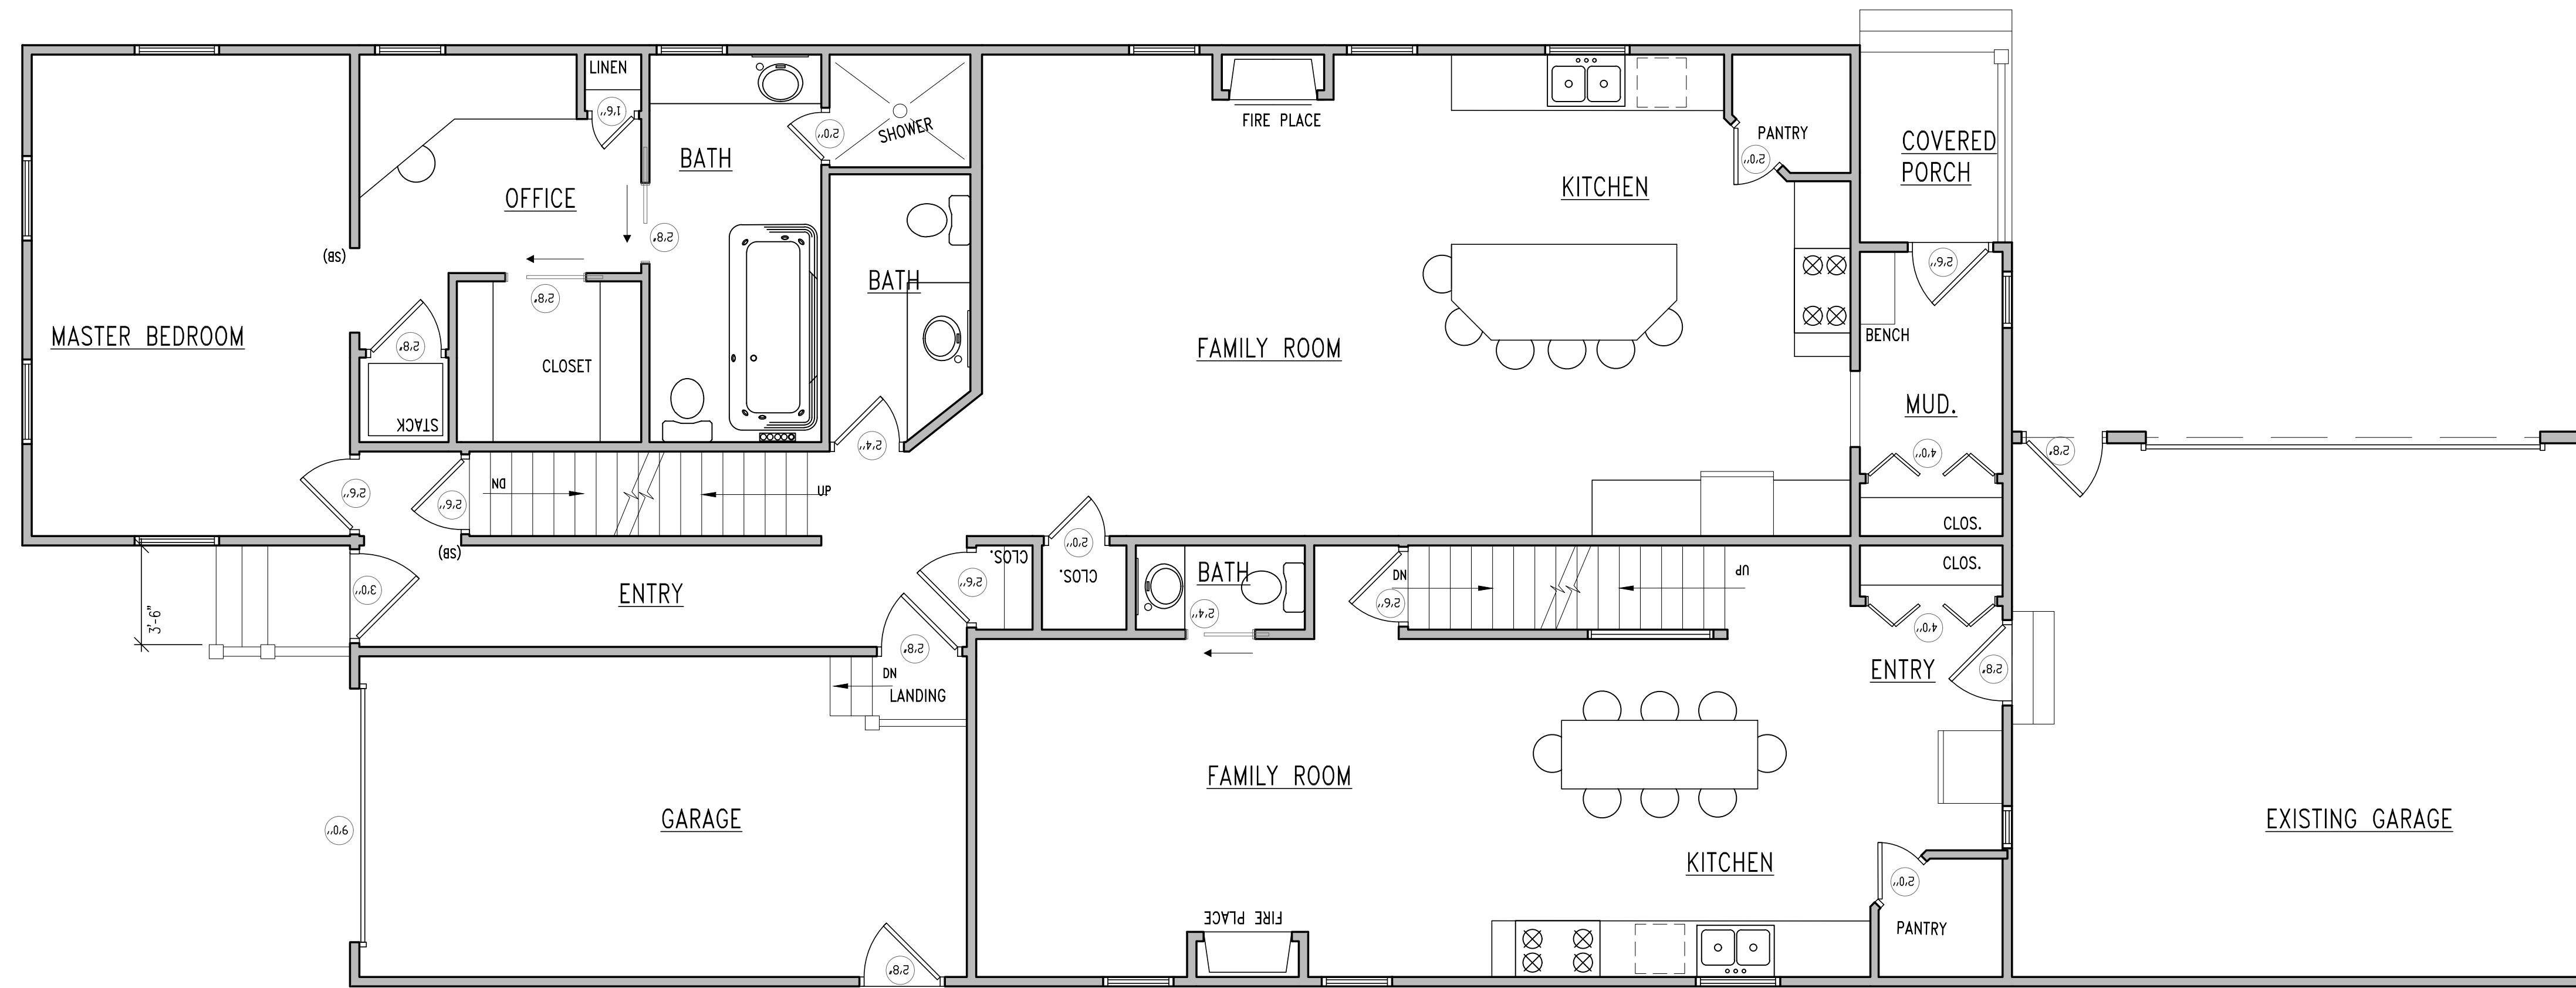 LINEN
1'6"
2'0"
SHOWER
FIRE PLACE
PANTRY
2'0"
COVERED
PORCH
BATH
OFFICE
KITCHEN
2'8"
(SB)
2'8"
2'6"
BATH
MASTER BEDROOM
2'8"
CLOSET
FAMILY ROOM
BENCH
STACK
MUD.
2'4"
4'0"
2'8"
2'6"
2'6"
DN
UP
CLOS.
(SB)
2'0"
CLOS.
CLOS.
CLOS.
3'0"
ENTRY
2'6"
BATH
2'4"
DN
2'6"
UP
4'0"
3'-6"
2'8"
DN
LANDING
ENTRY
2'8"
FAMILY ROOM
9'0"
GARAGE
EXISTING GARAGE
KITCHEN
2'0"
FIRE PLACE
PANTRY
2'8"